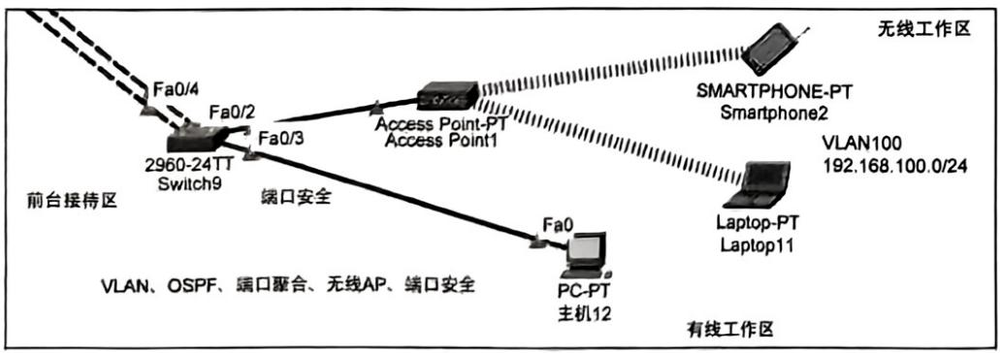 无线工作区
Fa0/4
Fa0/2
Fa0/3
2960-24TT
Switch9
Access Point-PT
Access Point1
SMARTPHONE-PT
Smartphone2
VLAN100
192.168.100.0/24
前台接待区
端口安全
Laptop-PT
Laptop11
Fa0
VLAN、OSPF、端口聚合、无线AP、端口安全
PC-PT
主机12
有线工作区